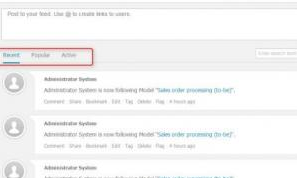 Post to your feed. Use @ to create links to users.
Recent Popular Active
Enter search term
Administrator System
Administrator System is now following Model "Sales order processing (to be)".
Comment Share Bookmark Edit Tag Delete Flag 4 hours ago
Administrator System
Administrator System is now following Model "Sales order processing (to be)".
Comment Share Bookmark Edit Tag Delete Flag 4 hours ago
Administrator System
Administrator System is now following Model "Sales order processing (to be)".